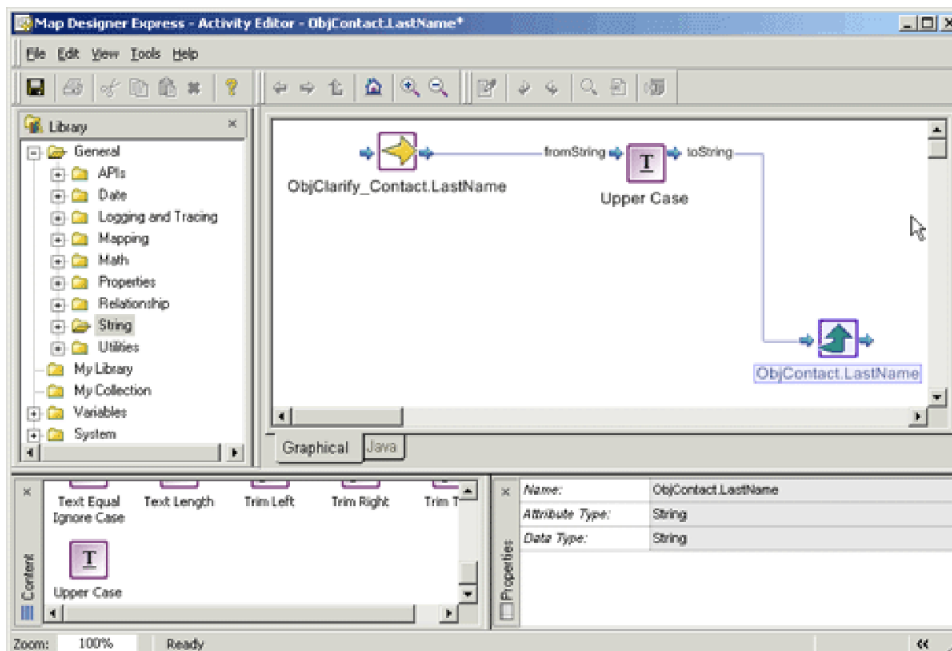 Map Designer Express - Activity Editor - ObjContact.LastName*
File Edit View Tools Help
Library
General
APIs
Date
Logging and Tracing
Mapping
Math
Properties
Relationship
String
Utilities
My Library
My Collection
Variables
System
fromString
toString
ObjClarify_Contact.LastName
T
Upper Case
ObjContact.LastName
Graphical Java
Content
Text Equal Ignore Case
Text Length
Trim Left
Trim Right
Trim T
T
Upper Case
Properties
Name: ObjContact.LastName
Attribute Type: String
Data Type: String
Zoom: 100% Ready